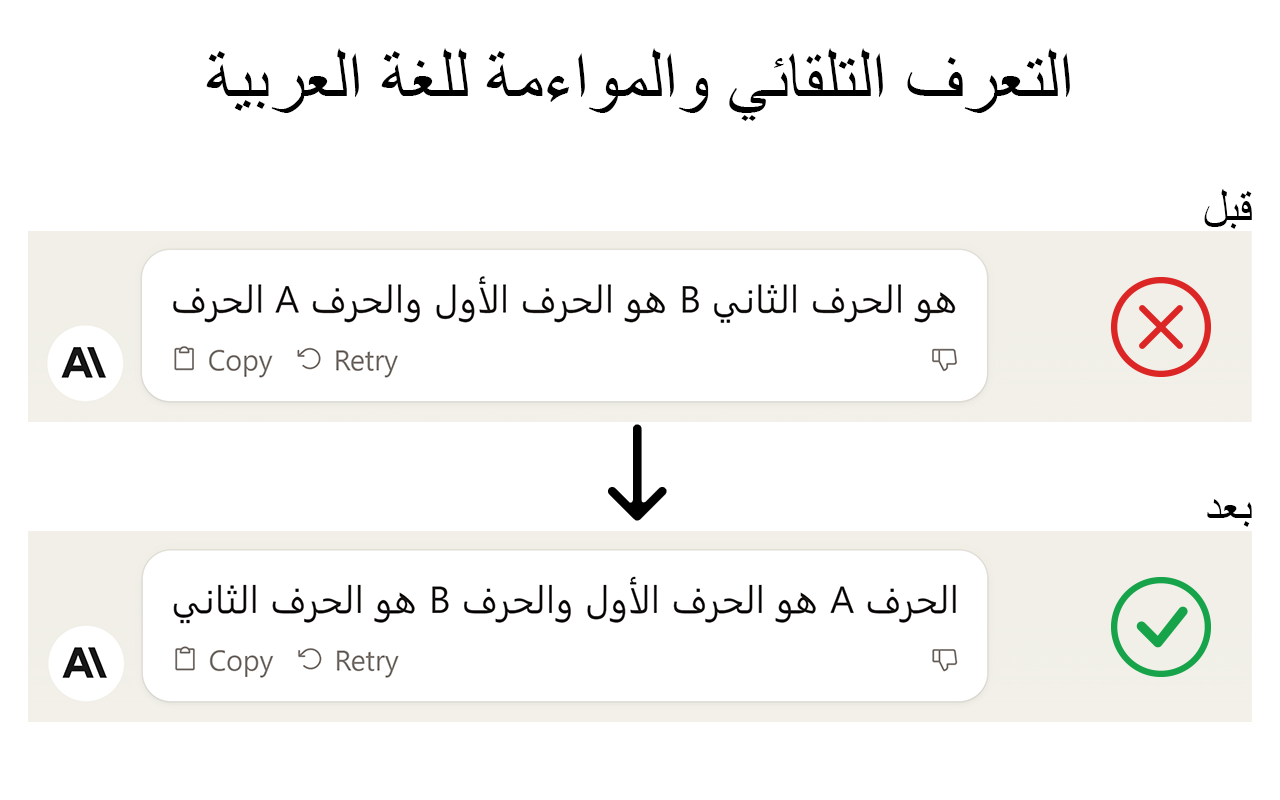 التعرف التلقائي والمواءمة للغة العربية
قبل
هو الحرف الثاني B هو الحرف الأول والحرف A الحرف
A\
Copy Retry
بعد
الحرف A هو الحرف الأول والحرف B هو الحرف الثاني
A\
Copy Retry